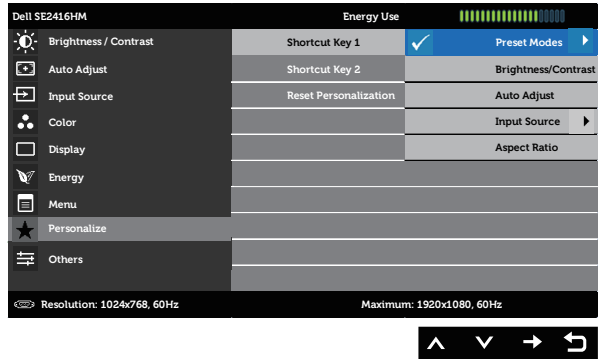 Dell SE2416HM
Energy Use
Brightness / Contrast
Auto Adjust
Input Source
Color
Display
Energy
Menu
Personalize
Others
Shortcut Key 1
Shortcut Key 2
Reset Personalization
Preset Modes
Brightness/Contrast
Auto Adjust
Input Source
Aspect Ratio
Resolution: 1024x768, 60Hz
Maximum: 1920x1080, 60Hz